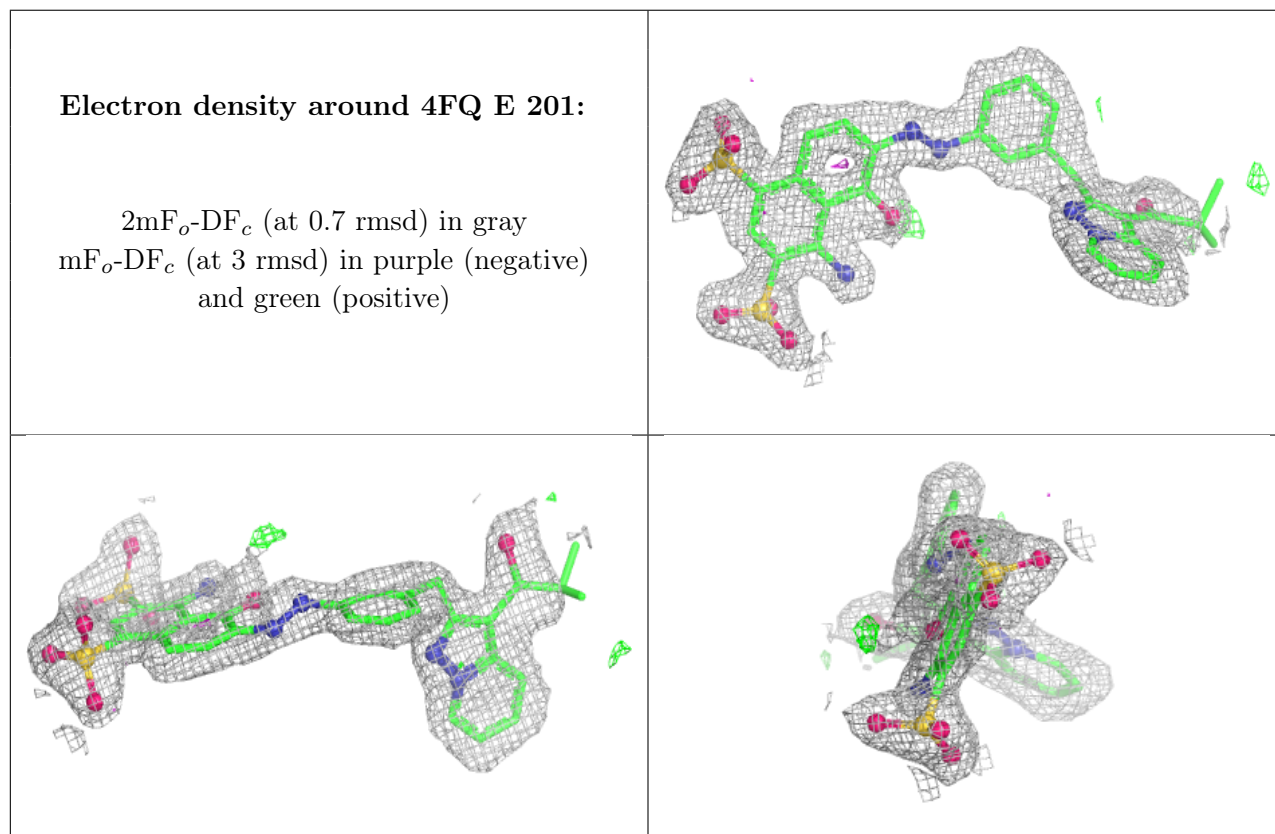 Electron density around 4FQ E 201:
2mFo-DFc (at 0.7 rmsd) in gray
mFo-DFc (at 3 rmsd) in purple (negative)
and green (positive)